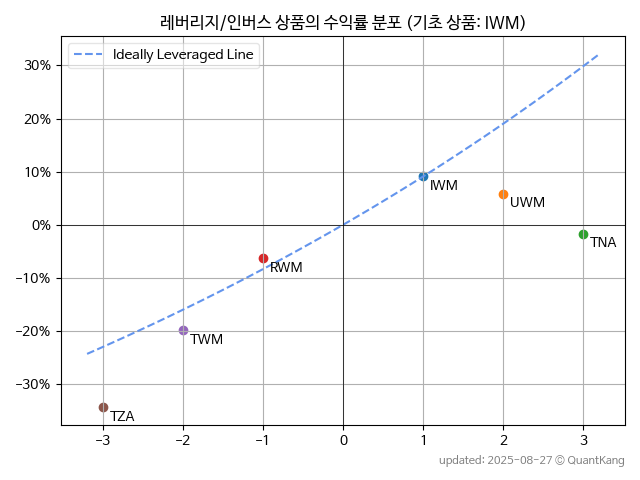 레버리지/인버스 상품의 수익률 분포 (기초 상품: IWM)
Ideally Leveraged Line
30%
20%
10%
0%
−10%
−20%
−30%
IWM
UWM
TNA
RWM
TWM
TZA
−3
−2
−1
0
1
2
3
updated: 2025-08-27 © QuantKang